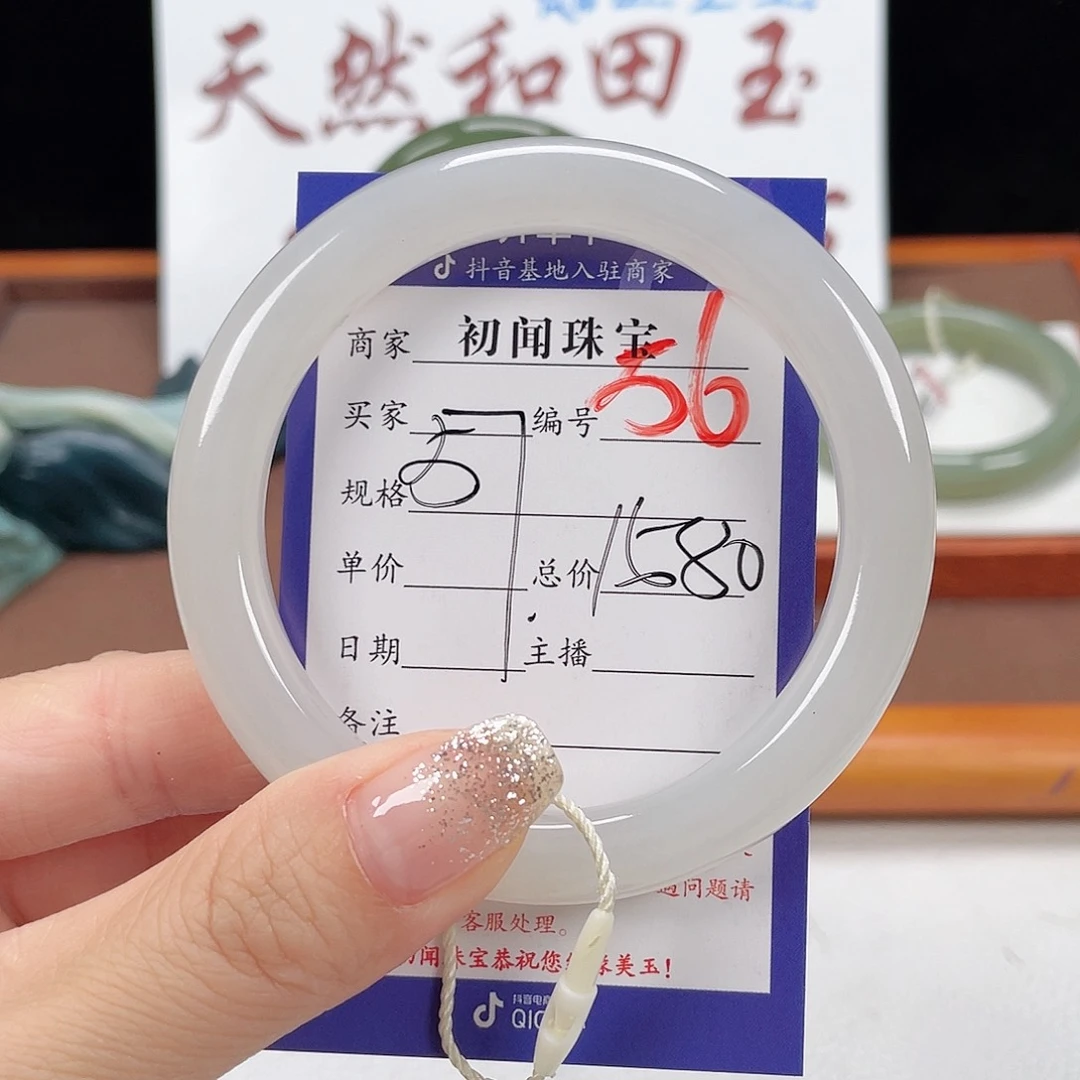 天然和田玉
抖音基地入驻商家
商家 初闻珠宝
买家 编号 56
规格
单价 总价 1580
日期 主播
备注
问题请
客服处理。
闻珠宝恭祝您 美玉!
抖音电
QIO